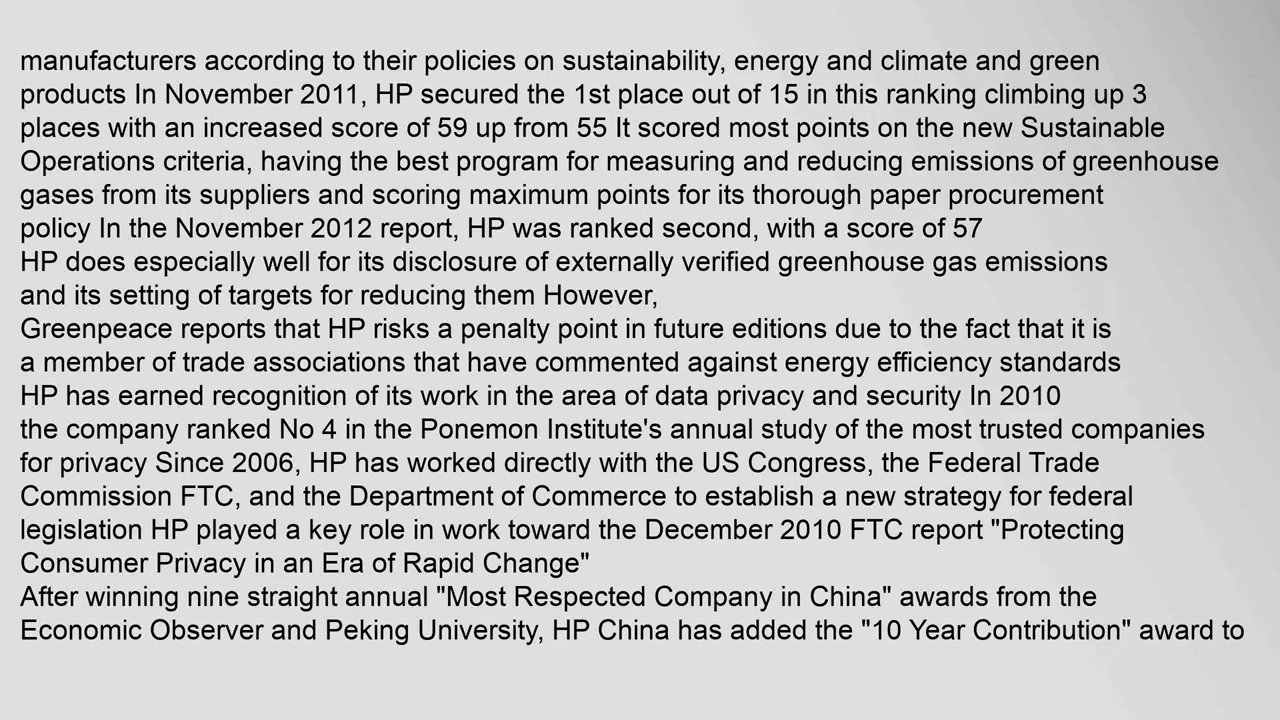 manufacturers according to their policies on sustainability, energy and climate and green
products In November 2011, HP secured the 1st place out of 15 in this ranking climbing up 3
places with an increased score of 59 up from 55 It scored most points on the new Sustainable
Operations criteria, having the best program for measuring and reducing emissions of greenhouse
gases from its suppliers and scoring maximum points for its thorough paper procurement
policy In the November 2012 report, HP was ranked second, with a score of 57
HP does especially well for its disclosure of externally verified greenhouse gas emissions
and its setting of targets for reducing them However,
Greenpeace reports that HP risks a penalty point in future editions due to the fact that it is
a member of trade associations that have commented against energy efficiency standards
HP has earned recognition of its work in the area of data privacy and security In 2010
the company ranked No 4 in the Ponemon Institute's annual study of the most trusted companies
for privacy Since 2006, HP has worked directly with the US Congress, the Federal Trade
Commission FTC, and the Department of Commerce to establish a new strategy for federal
legislation HP played a key role in work toward the December 2010 FTC report "Protecting
Consumer Privacy in an Era of Rapid Change"
After winning nine straight annual "Most Respected Company in China" awards from the
Economic Observer and Peking University, HP China has added the "10 Year Contribution" award to